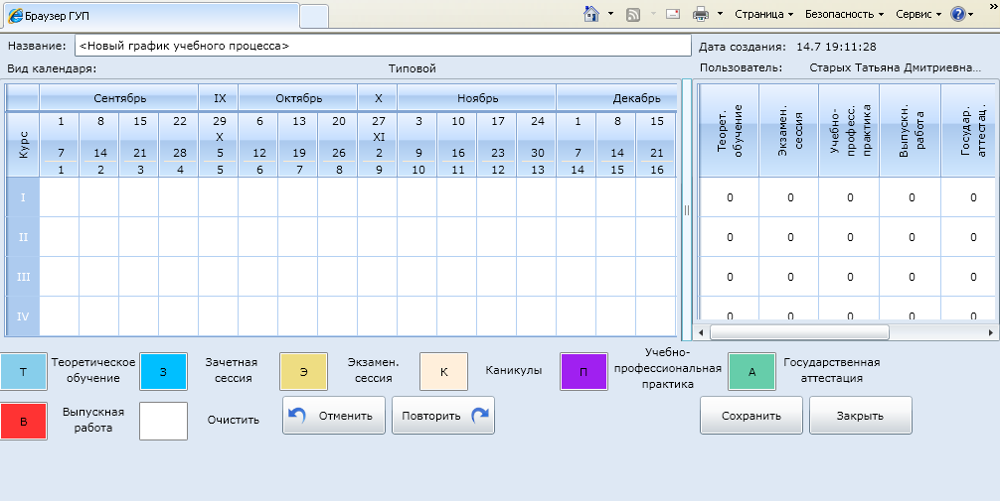 Браузер ГУП
Страница Безопасность Сервис »
Название: <Новый график учебного процесса> Дата создания: 14.7 19:11:28
Вид календаря: Типовой Пользователь: Старых Татьяна Дмитриевна...
Сентябрь IX Октябрь X Ноябрь Декабрь
Курс
1 8 15 22 29 6 13 20 27 3 10 17 24 1 8 15
X XI
7 14 21 28 5 12 19 26 2 9 16 23 30 7 14 21
1 2 3 4 5 6 7 8 9 10 11 12 13 14 15 16
Теорет.
обучение
Экзамен.
сессия
Учебно-
професс.
практика
Выпускн.
работа
Государ.
аттестац.
I 0 0 0 0 0
II 0 0 0 0 0
III 0 0 0 0 0
IV 0 0 0 0 0
Т Теоретическое
обучение
З Зачетная
сессия
Э Экзамен.
сессия
К Каникулы
П Учебно-
профессиональная
практика
А Государственная
аттестация
В Выпускная
работа
Очистить
Отменить Повторить Сохранить Закрыть